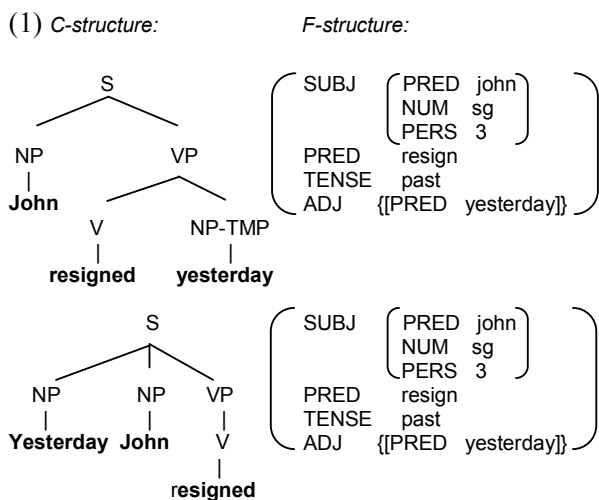 (1) C-structure: F-structure:
S
NP VP
John
V NP-TMP
resigned yesterday
SUBJ PRED john
NUM sg
PERS 3
PRED resign
TENSE past
ADJ {[PRED yesterday]}
S
NP NP VP
Yesterday John V
resigned
SUBJ PRED john
NUM sg
PERS 3
PRED resign
TENSE past
ADJ {[PRED yesterday]}